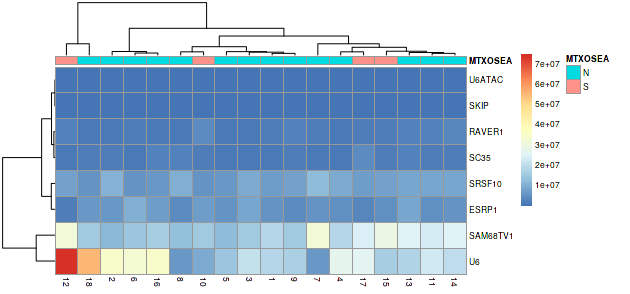 MTXOSEA
U6ATAC
SKIP
RAVER1
SC35
SRSF10
ESRP1
SAM68TV1
U6
12 18 2 6 16 8 10 5 3 1 9 7 4 17 15 13 11 14
7e+07
6e+07
5e+07
4e+07
3e+07
2e+07
1e+07
MTXOSEA
N
S